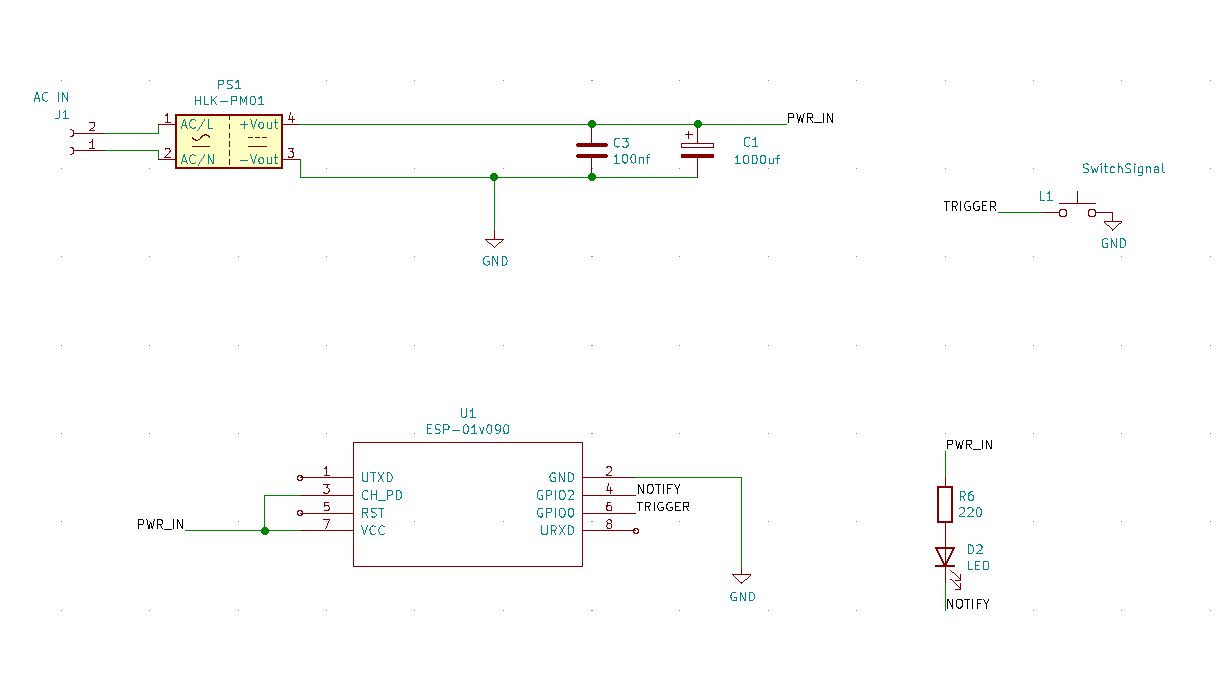 PS1
HLK-PM01
AC IN
J1
2
1
1
AC/L
+Vout
4
2
AC/N
-Vout
3
C3
100nf
+
C1
1000uf
PWR_IN
GND
SwitchSignal
TRIGGER
L1
GND
U1
ESP-01v090
1
UTXD
GND
2
3
CH_PD
GPIO2
4
NOTIFY
5
RST
GPIO0
6
TRIGGER
PWR_IN
7
VCC
URXD
8
GND
PWR_IN
R6
220
D2
LED
NOTIFY